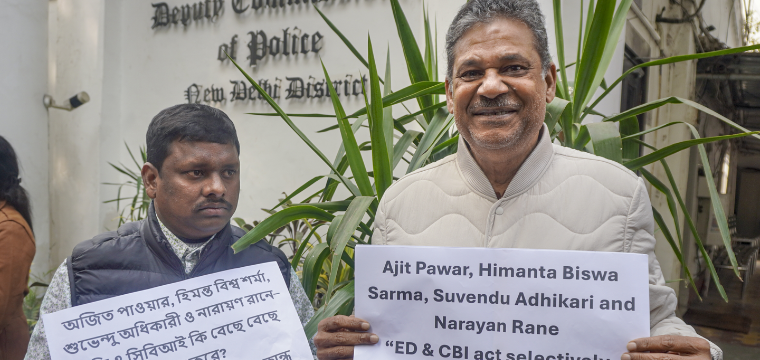 Deputy
of Police
New Delhi District
অজিত পাওয়ার, হিমন্ত বিশ্ব শর্মা,
শুভেন্দু অধিকারী ও নারায়ণ রানে-
ও সিবিআই কি বেছে বেছে
Ajit Pawar, Himanta Biswa
Sarma, Suvendu Adhikari and
Narayan Rane
“ED & CBI act selectively